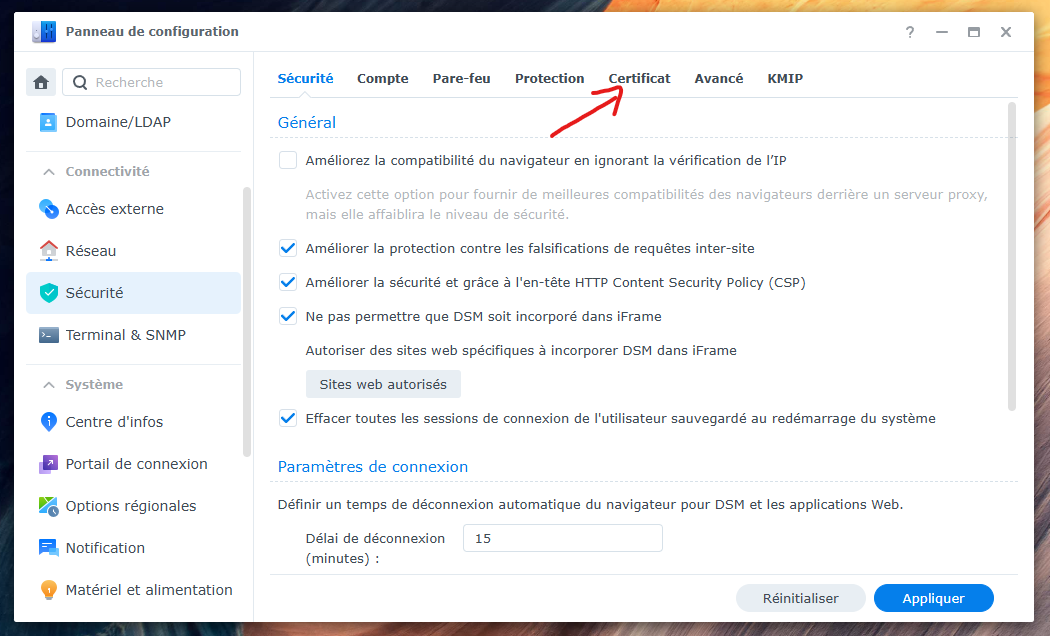 Panneau de configuration
?
Recherche
Domaine/LDAP
Connectivité
Accès externe
Réseau
Sécurité
Terminal & SNMP
Système
Centre d'infos
Portail de connexion
Options régionales
Notification
Matériel et alimentation
Sécurité Compte Pare-feu Protection Certificat Avancé KMIP
Général
Améliorez la compatibilité du navigateur en ignorant la vérification de l’IP
Activez cette option pour fournir de meilleures compatibilités des navigateurs derrière un serveur proxy,
mais elle affaiblira le niveau de sécurité.
Améliorer la protection contre les falsifications de requêtes inter-site
Améliorer la sécurité et grâce à l'en-tête HTTP Content Security Policy (CSP)
Ne pas permettre que DSM soit incorporé dans iFrame
Autoriser des sites web spécifiques à incorporer DSM dans iFrame
Sites web autorisés
Effacer toutes les sessions de connexion de l'utilisateur sauvegardé au redémarrage du système
Paramètres de connexion
Définir un temps de déconnexion automatique du navigateur pour DSM et les applications Web.
Délai de déconnexion
(minutes) :
15
Réinitialiser
Appliquer